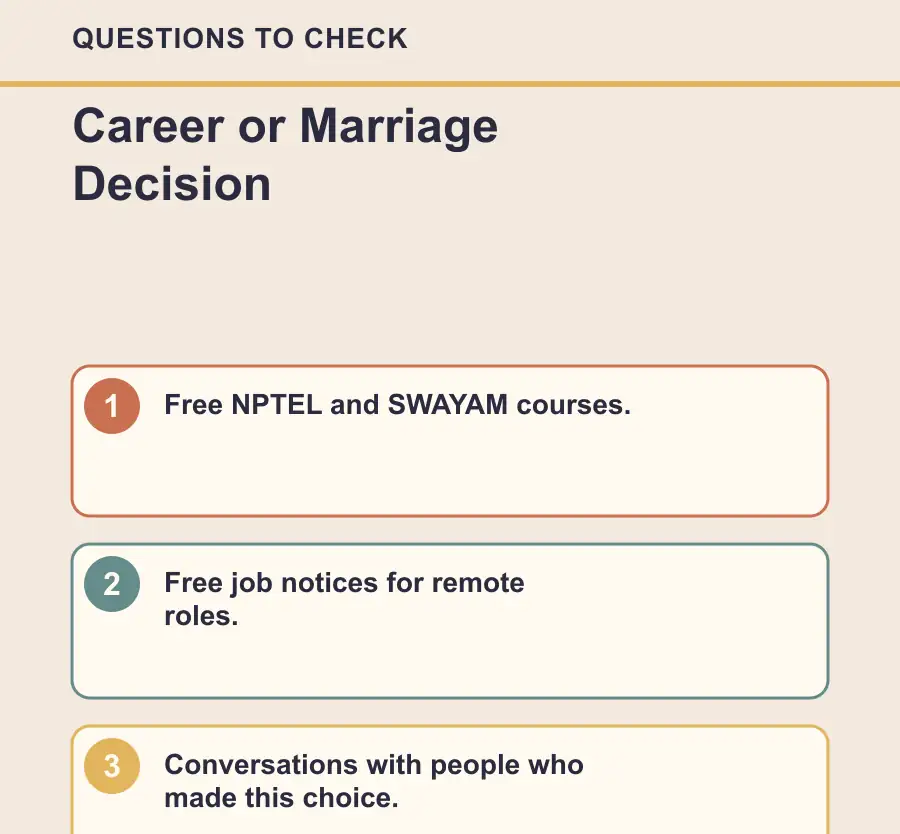 QUESTIONS TO CHECK
Career or Marriage
Decision
1
Free NPTEL and SWAYAM courses.
2
Free job notices for remote
roles.
3
Conversations with people who
made this choice.